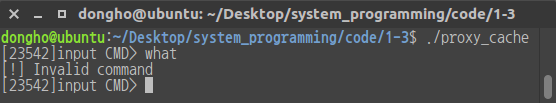 dongho@ubuntu: ~/Desktop/system_programming/code/1-3
dongho@ubuntu:~/Desktop/system_programming/code/1-3$ ./proxy_cache
[23542]input CMD> what
[!] Invalid command
[23542]input CMD>